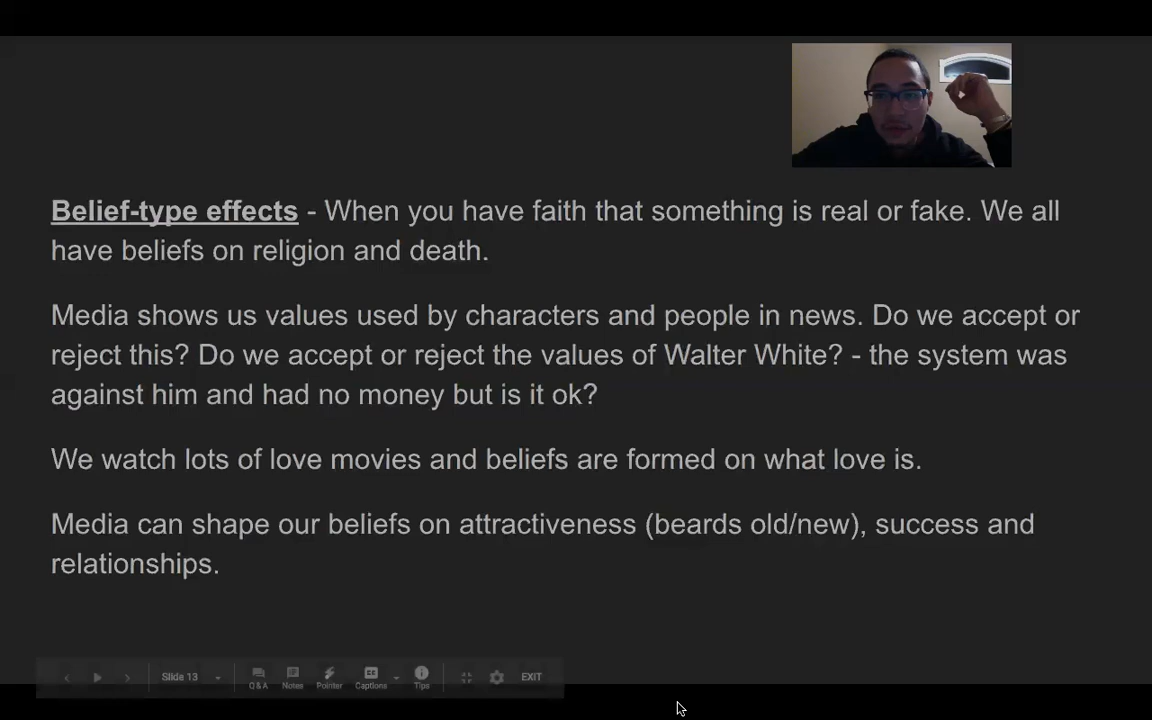 Belief-type effects - When you have faith that something is real or fake. We all
have beliefs on religion and death.
Media shows us values used by characters and people in news. Do we accept or
reject this? Do we accept or reject the values of Walter White? - the system was
against him and had no money but is it ok?
We watch lots of love movies and beliefs are formed on what love is.
Media can shape our beliefs on attractiveness (beards old/new), success and
relationships.
Slide 13 Q&A Notes Pointer Captions Tips EXIT